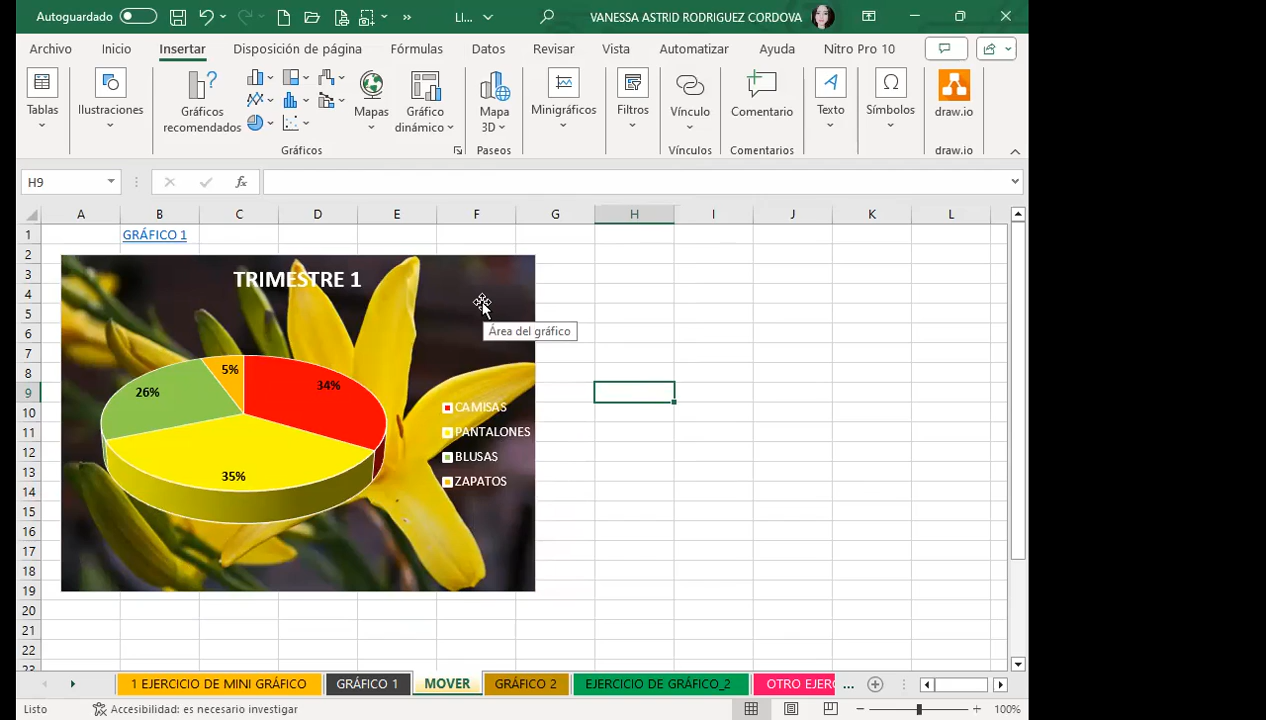 Autoguardado
LI...
VANESSA ASTRID RODRIGUEZ CORDOVA
Archivo Inicio Insertar Disposición de página Fórmulas Datos Revisar Vista Automatizar Ayuda Nitro Pro 10
Tablas
Ilustraciones
Gráficos
recomendados
Mapas
Gráfico
dinámico
Mapa
3D
Minigráficos
Filtros
Vínculo
Comentario
Texto
Símbolos
draw.io
Gráficos Paseos Vínculos Comentarios draw.io
H9
fx
A B C D E F G H I J K L
1 GRÁFICO 1
2
3
4
5
6
7
8
9
10
11
12
13
14
15
16
17
18
19
20
21
22
23
TRIMESTRE 1
Área del gráfico
5%
34%
26%
35%
CAMISAS
PANTALONES
BLUSAS
ZAPATOS
1 EJERCICIO DE MINI GRÁFICO GRÁFICO 1 MOVER GRÁFICO 2 EJERCICIO DE GRÁFICO_2 OTRO EJERC ...
Listo Accesibilidad: es necesario investigar 100%